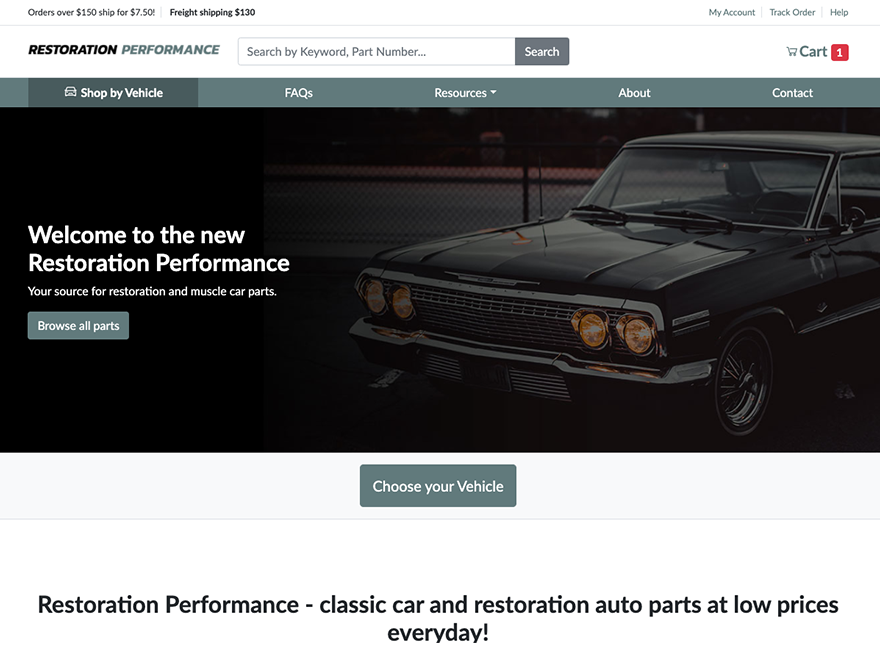 Orders over $150 ship for $7.50! Freight shipping $130 My Account Track Order Help
RESTORATION PERFORMANCE Search by Keyword, Part Number... Search Cart 1
Shop by Vehicle FAQs Resources About Contact
Welcome to the new
Restoration Performance
Your source for restoration and muscle car parts.
Browse all parts
Choose your Vehicle
Restoration Performance - classic car and restoration auto parts at low prices
everyday!